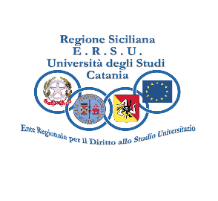 Regione Siciliana
E . R . S . U .
Università degli Studi
Catania
Ente Regionale per il Diritto allo Studio Universitario